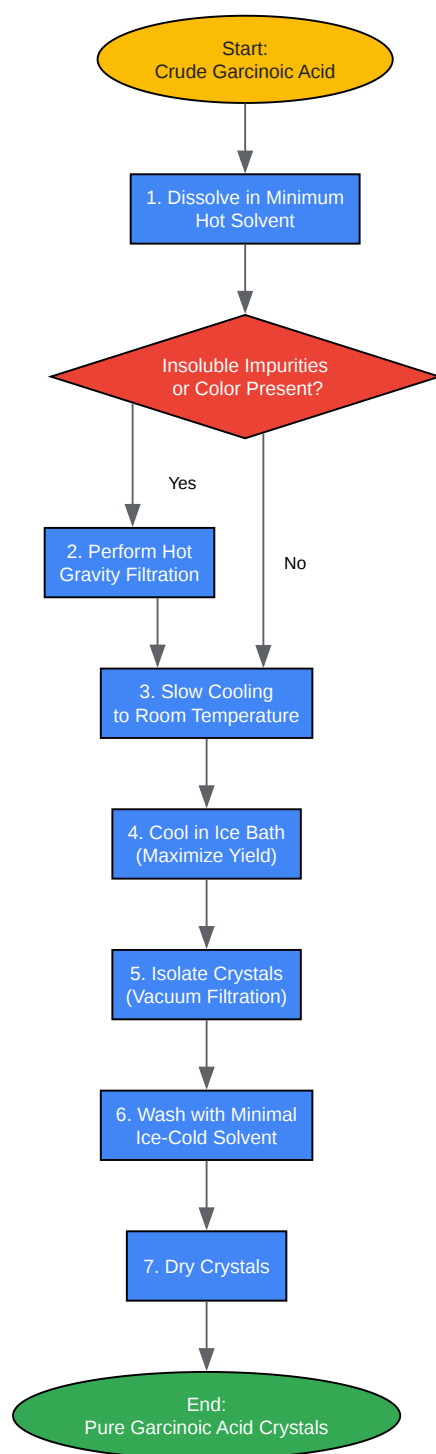 Start:
Crude Garcinoic Acid
1. Dissolve in Minimum
Hot Solvent
Insoluble Impurities
or Color Present?
Yes
2. Perform Hot
Gravity Filtration
No
3. Slow Cooling
to Room Temperature
4. Cool in Ice Bath
(Maximize Yield)
5. Isolate Crystals
(Vacuum Filtration)
6. Wash with Minimal
Ice-Cold Solvent
7. Dry Crystals
End:
Pure Garcinoic Acid Crystals